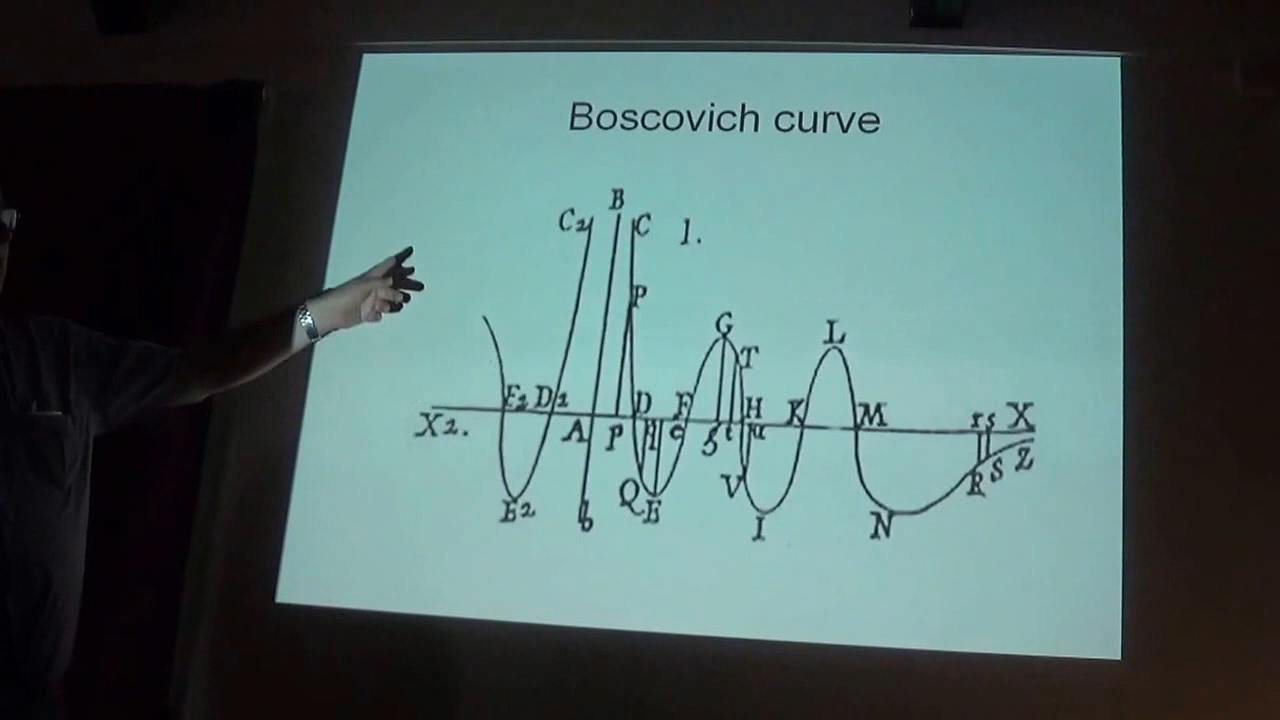 Boscovich curve
B
C2 C 1.
P
G L
T
E2 D2 D F H K M r s X
X2. A P H e g t u
Q V R S Z
E2 b E I N